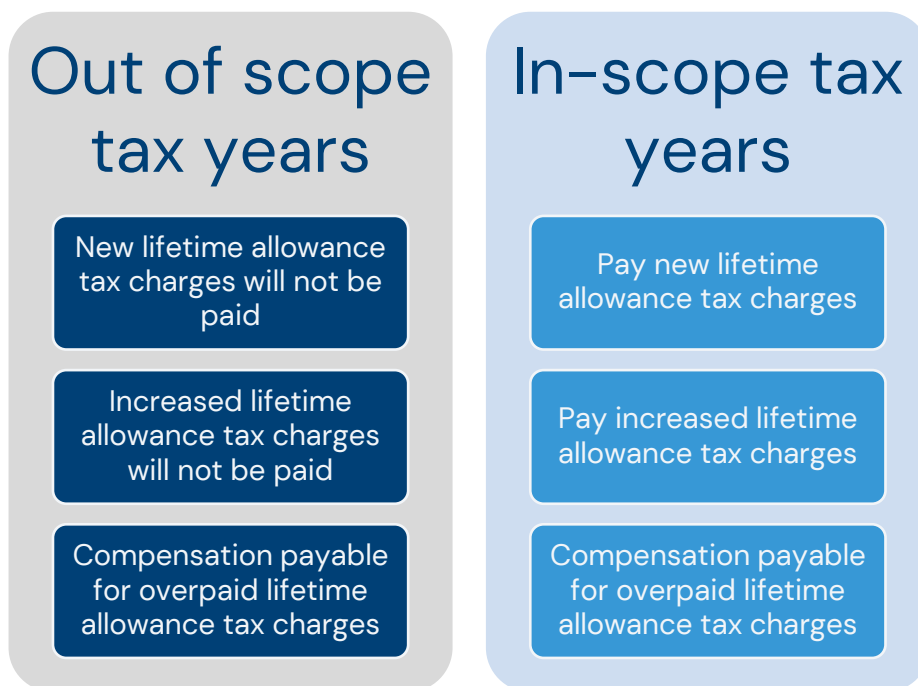 Out of scope
tax years
New lifetime allowance
tax charges will not be
paid
Increased lifetime
allowance tax charges
will not be paid
Compensation payable
for overpaid lifetime
allowance tax charges
In-scope tax
years
Pay new lifetime
allowance tax charges
Pay increased lifetime
allowance tax charges
Compensation payable
for overpaid lifetime
allowance tax charges